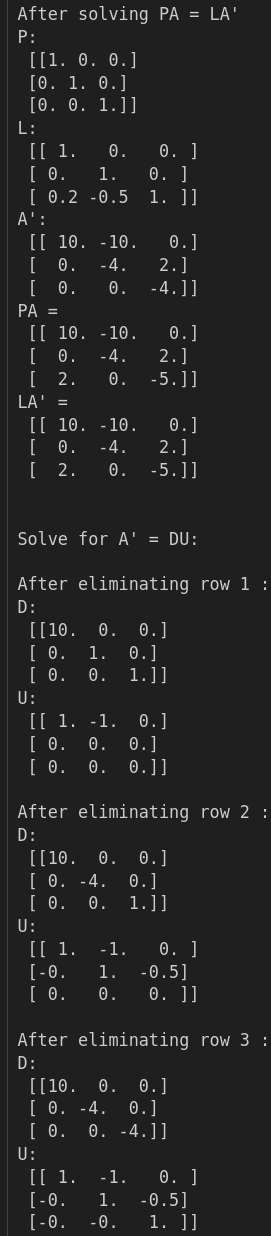 After solving PA = LA'
P:
 [[1. 0. 0.]
 [0. 1. 0.]
 [0. 0. 1.]]
L:
 [[ 1.   0.   0. ]
 [ 0.   1.   0. ]
 [ 0.2 -0.5  1. ]]
A':
 [[ 10. -10.   0.]
 [  0.  -4.   2.]
 [  0.   0.  -4.]]
PA =
 [[ 10. -10.   0.]
 [  0.  -4.   2.]
 [  2.   0.  -5.]]
LA' =
 [[ 10. -10.   0.]
 [  0.  -4.   2.]
 [  2.   0.  -5.]]
Solve for A' = DU:
After eliminating row 1 :
D:
 [[10.  0.  0.]
 [ 0.  1.  0.]
 [ 0.  0.  1.]]
U:
 [[ 1. -1.  0.]
 [ 0.  0.  0.]
 [ 0.  0.  0.]]
After eliminating row 2 :
D:
 [[10.  0.  0.]
 [ 0. -4.  0.]
 [ 0.  0.  1.]]
U:
 [[ 1.  -1.   0. ]
 [-0.   1.  -0.5]
 [ 0.   0.   0. ]]
After eliminating row 3 :
D:
 [[10.  0.  0.]
 [ 0. -4.  0.]
 [ 0.  0. -4.]]
U:
 [[ 1.  -1.   0. ]
 [-0.   1.  -0.5]
 [-0.  -0.   1. ]]